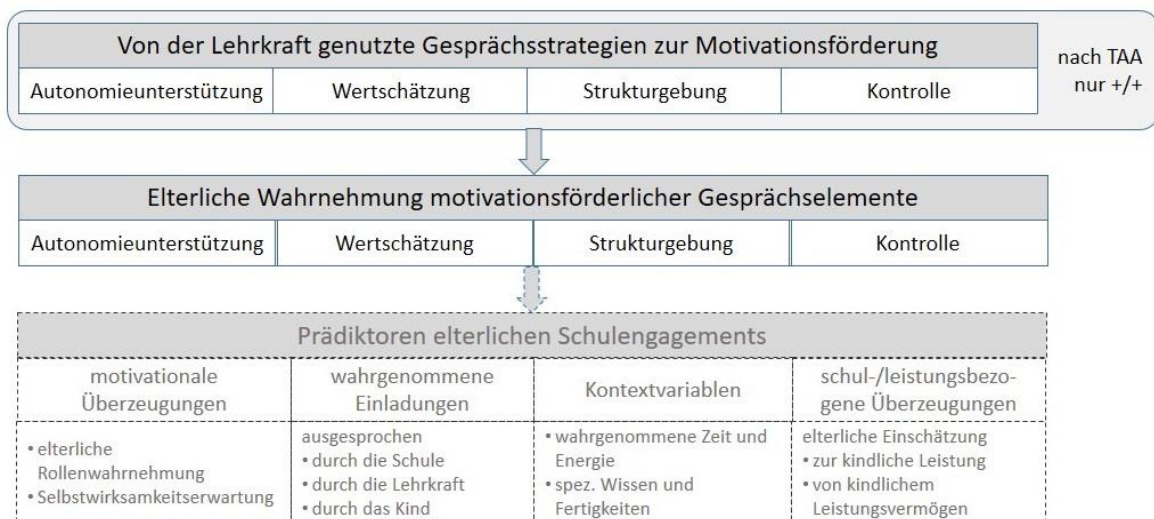 Von der Lehrkraft genutzte Gesprächsstrategien zur Motivationsförderung
Autonomieunterstützung
Wertschätzung
Strukturgebung
Kontrolle
nach TAA
nur +/+
Elterliche Wahrnehmung motivationsförderlicher Gesprächselemente
Autonomieunterstützung
Wertschätzung
Strukturgebung
Kontrolle
Prädiktoren elterlichen Schulengagements
motivationale
Überzeugungen
wahrgenommene
Einladungen
Kontextvariablen
schul-/leistungsbezo-
gene Überzeugungen
• elterliche
Rollenwahrnehmung
• Selbstwirksamkeitserwartung
ausgesprochen
• durch die Schule
• durch die Lehrkraft
• durch das Kind
• wahrgenommene Zeit und
Energie
• spez. Wissen und
Fertigkeiten
elterliche Einschätzung
• zur kindliche Leistung
• von kindlichem
Leistungsvermögen